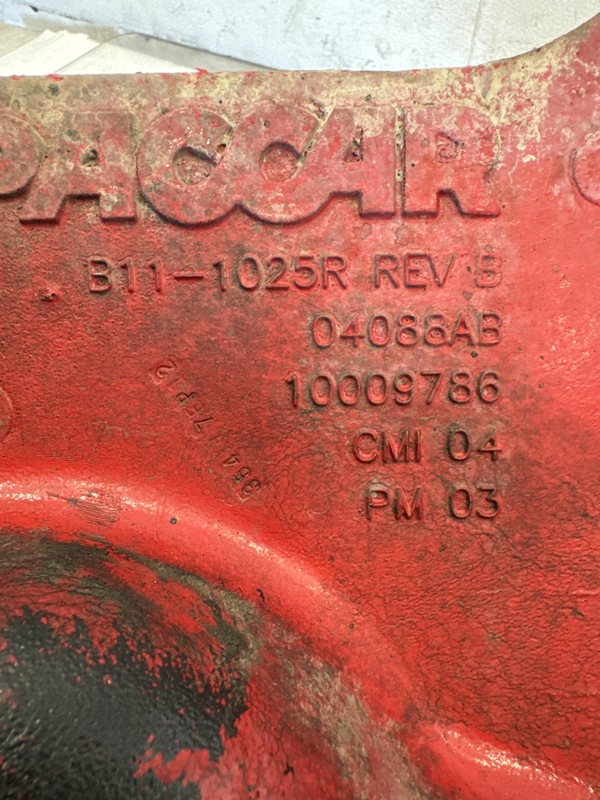 PACCAR
B11-1025R REV B
04088AB
10009786
CMI 04
PM 03